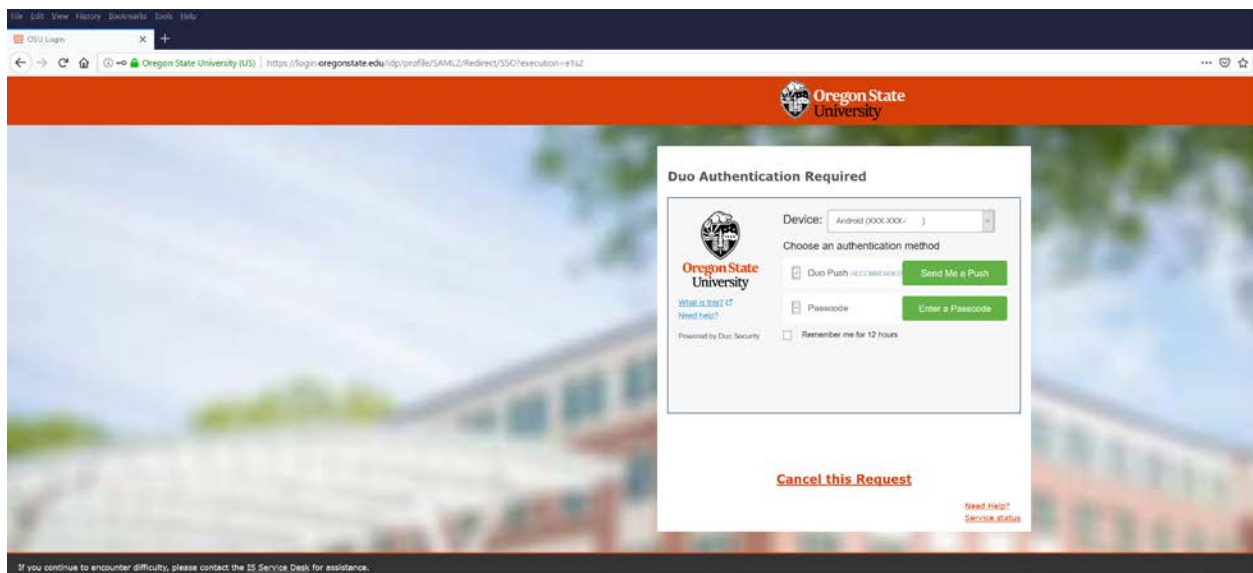 File Edit View History Bookmarks Tools Help
OSU Login
Oregon State University (US) https://login.oregonstate.edu/idp/profile/SAML2/Redirect/SSO?execution=e1s2
Oregon State
University
Duo Authentication Required
Device: Android (XXX-XXX-
Choose an authentication method
Oregon State
University
Duo Push RECOMMENDED Send Me a Push
What is this?
Need help?
Passcode Enter a Passcode
Powered by Duo Security
Remember me for 12 hours
Cancel this Request
Need Help?
Service status
If you continue to encounter difficulty, please contact the IS Service Desk for assistance.